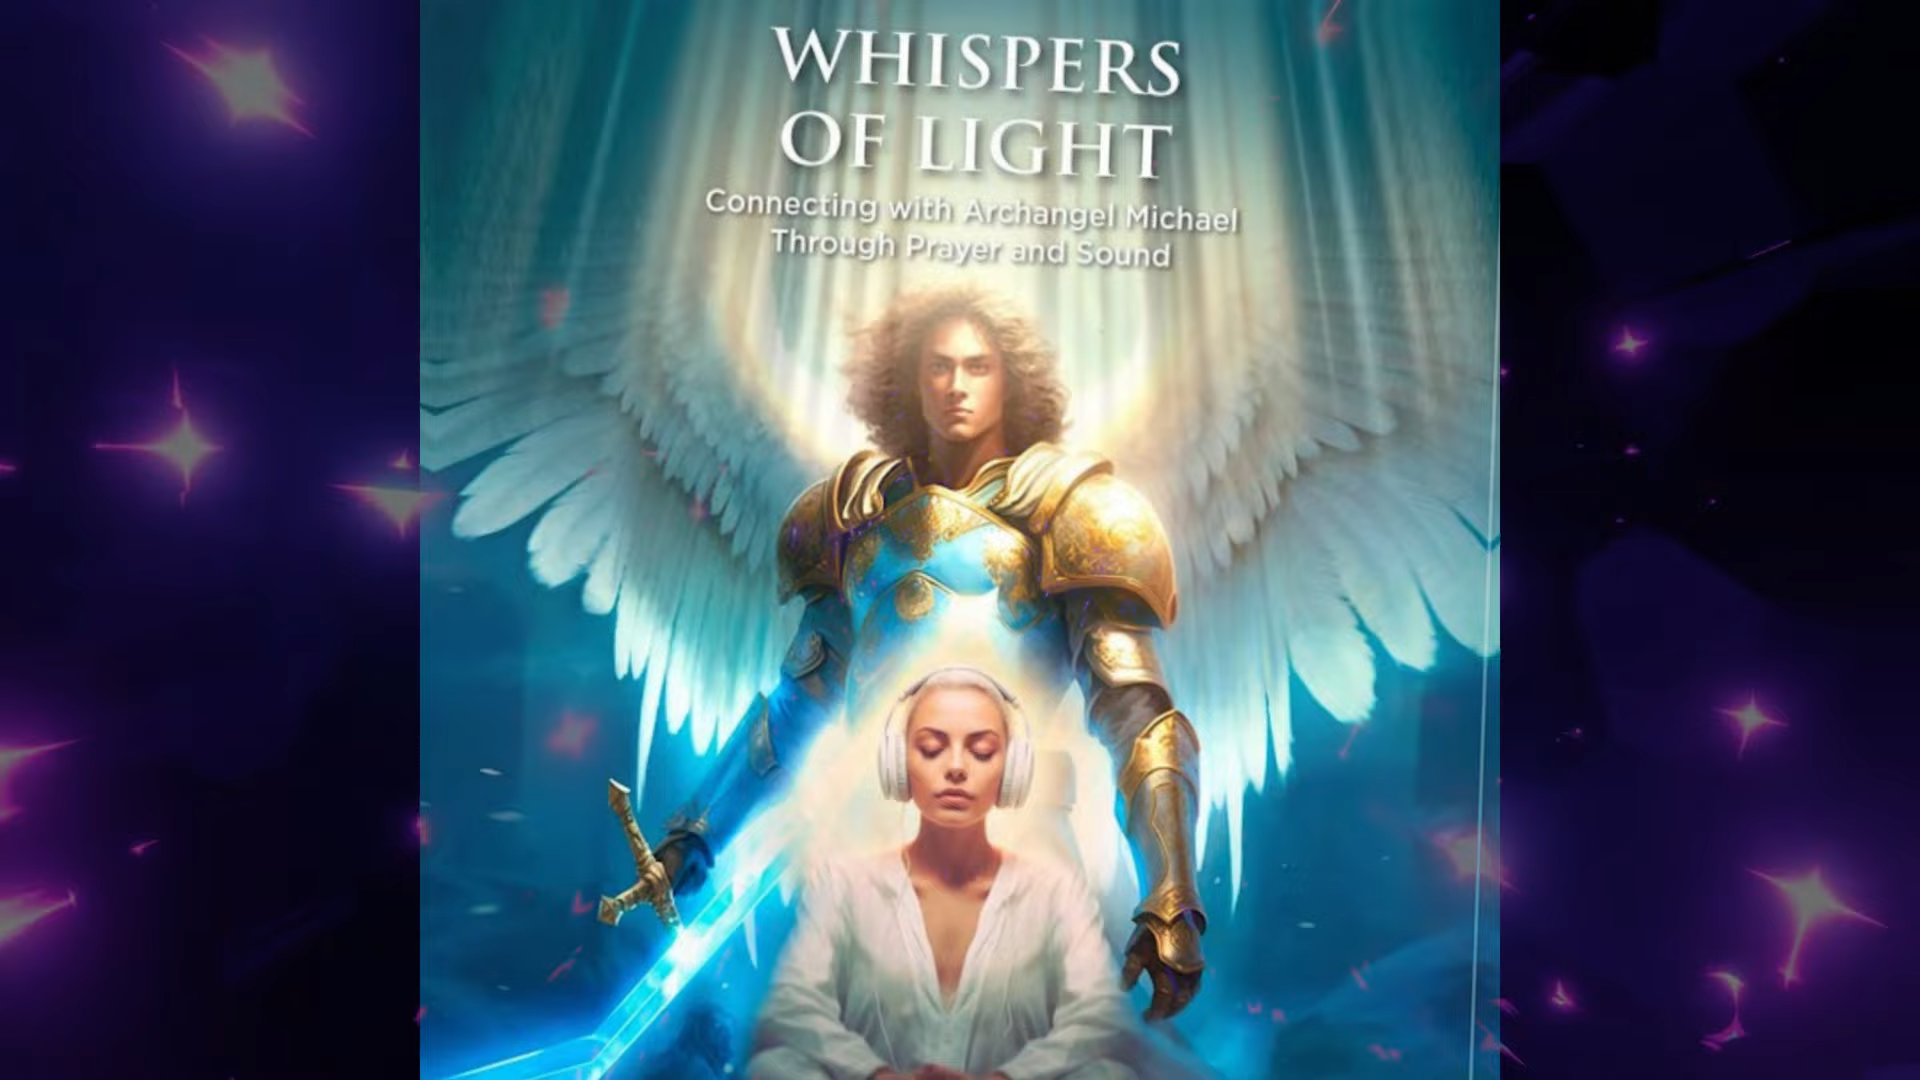 WHISPERS
OF LIGHT
Connecting with Archangel Michael
Through Prayer and Sound